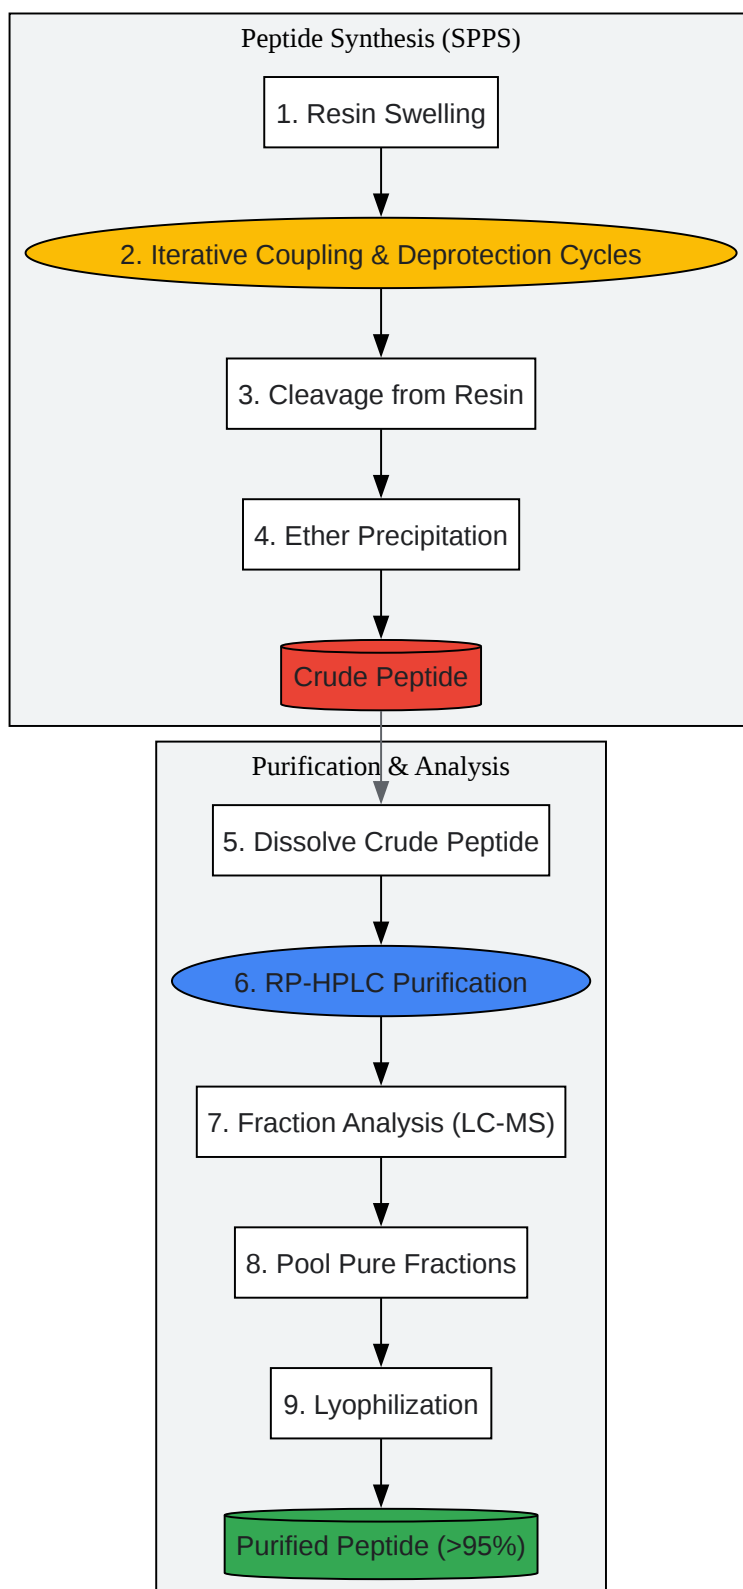 Peptide Synthesis (SPPS)
1. Resin Swelling
2. Iterative Coupling & Deprotection Cycles
3. Cleavage from Resin
4. Ether Precipitation
Crude Peptide
Purification & Analysis
5. Dissolve Crude Peptide
6. RP-HPLC Purification
7. Fraction Analysis (LC-MS)
8. Pool Pure Fractions
9. Lyophilization
Purified Peptide (>95%)